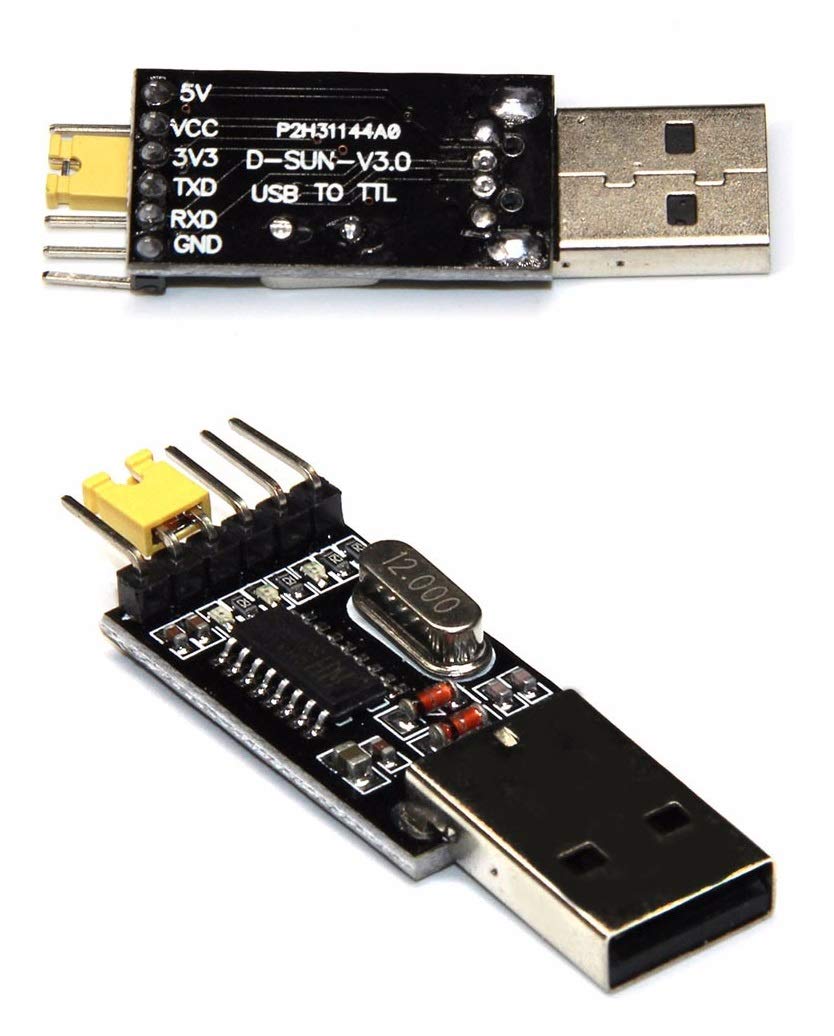 5V
VCC
3V3
TXD
RXD
GND
P2H31144A0
D-SUN-V3.0
USB TO TTL
12.000